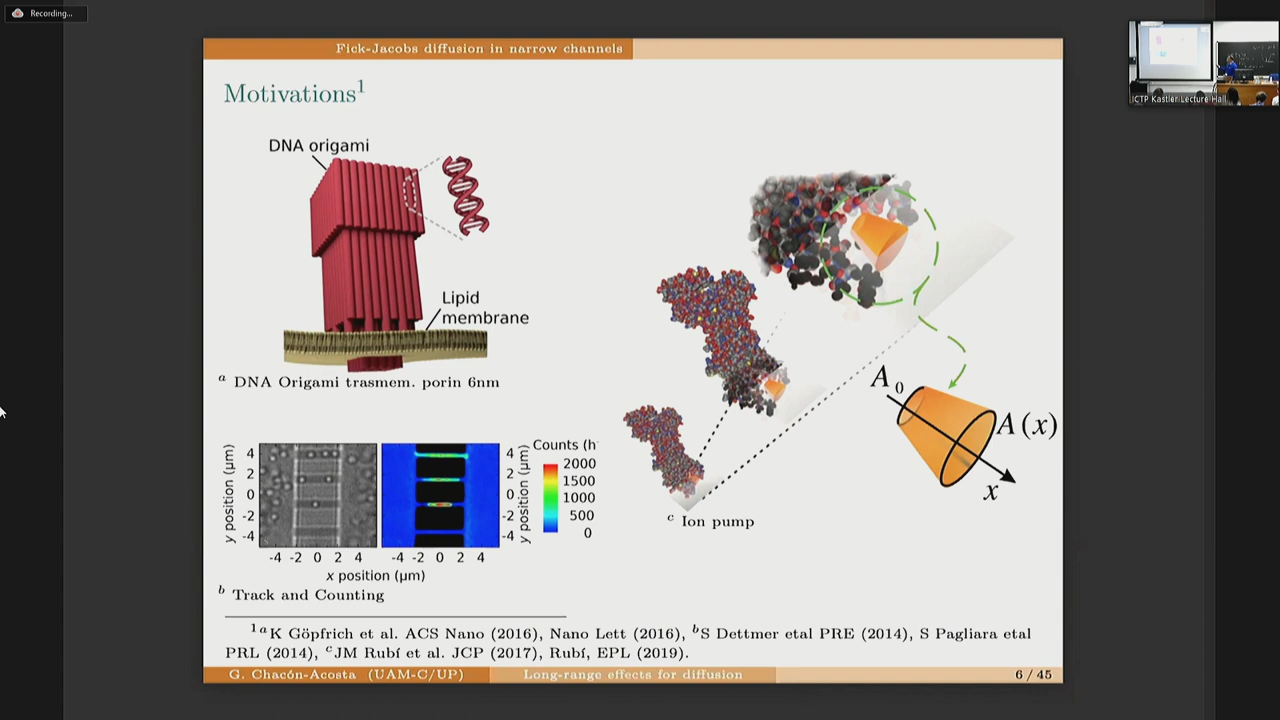 Recording...
ICTP Kastler Lecture Hall
Fick-Jacobs diffusion in narrow channels
Motivations1
DNA origami
Lipid
membrane
a DNA Origami trasmem. porin 6nm
A0
A(x)
x
c Ion pump
Counts (h
y position (μm)
4
2
0
-2
-4
-4 -2 0 2 4
-4 -2 0 2 4
4
2
0
-2
-4
y position (μm)
2000
1500
1000
500
0
x position (μm)
b Track and Counting
1 a K Göpfrich et al. ACS Nano (2016), Nano Lett (2016), b S Dettmer etal PRE (2014), S Pagliara etal
PRL (2014), c JM Rubí et al. JCP (2017), Rubí, EPL (2019).
G. Chacón-Acosta (UAM-C/UP)
Long-range effects for diffusion
6 / 45